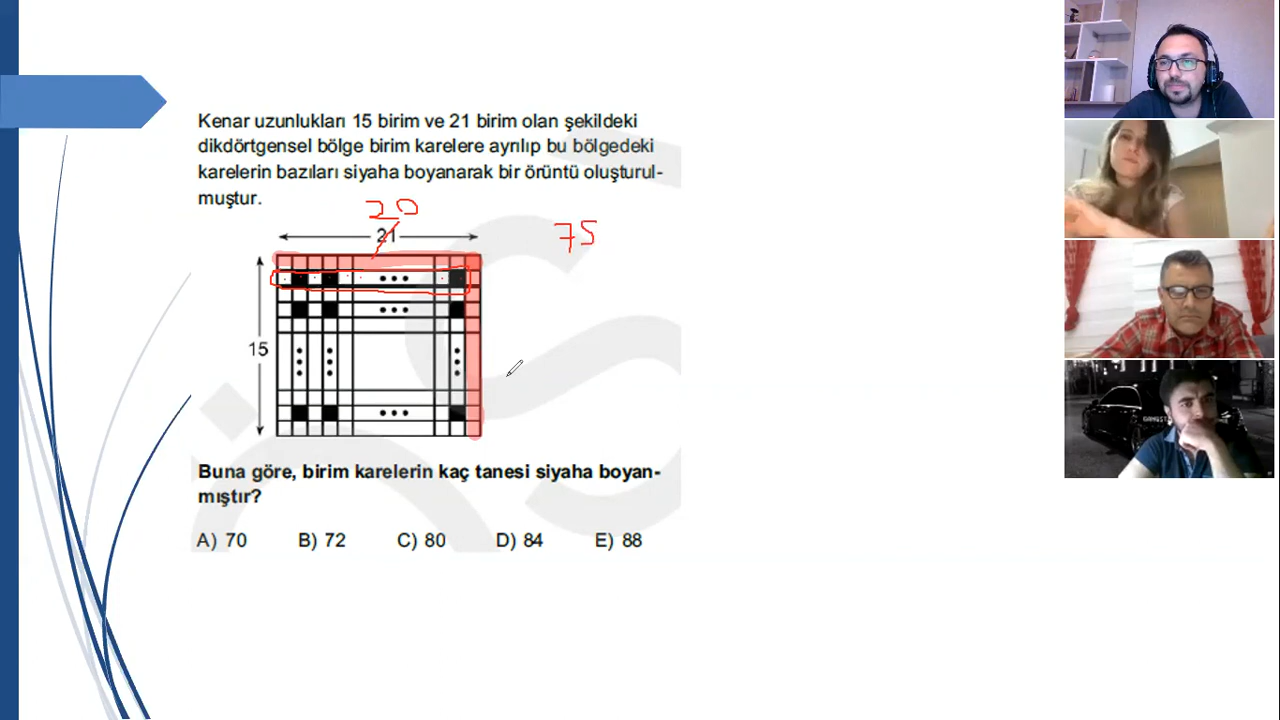 Kenar uzunlukları 15 birim ve 21 birim olan şekildeki
dikdörtgensel bölge birim karelere ayrılıp bu bölgedeki
karelerin bazıları siyaha boyanarak bir örüntü oluşturul-
muştur.
20
21
75
15
Buna göre, birim karelerin kaç tanesi siyaha boyan-
mıştır?
A) 70 B) 72 C) 80 D) 84 E) 88